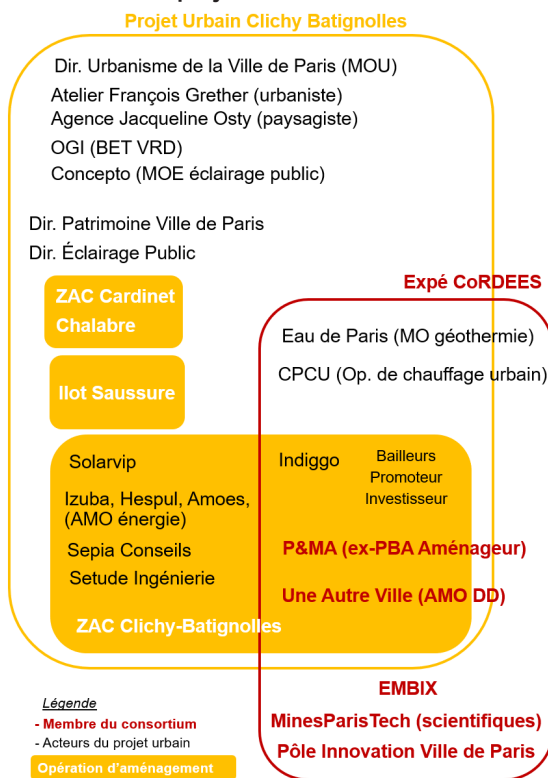 Projet Urbain Clichy Batignolles
Dir. Urbanisme de la Ville de Paris (MOU)
Atelier François Grether (urbaniste)
Agence Jacqueline Osty (paysagiste)
OGI (BET VRD)
Concepto (MOE éclairage public)
Dir. Patrimoine Ville de Paris
Dir. Éclairage Public
ZAC Cardinet
Chalabre
Ilot Saussure
Expé CoRDEES
Eau de Paris (MO géothermie)
CPCU (Op. de chauffage urbain)
Solarvip
Izuba, Hespul, Amoes,
(AMO énergie)
Sepia Conseils
Setude Ingénierie
ZAC Clichy-Batignolles
Indiggo
Bailleurs
Promoteur
Investisseur
P&MA (ex-PBA Aménageur)
Une Autre Ville (AMO DD)
EMBIX
MinesParisTech (scientifiques)
Pôle Innovation Ville de Paris
Légende
- Membre du consortium
- Acteurs du projet urbain
Opération d'aménagement